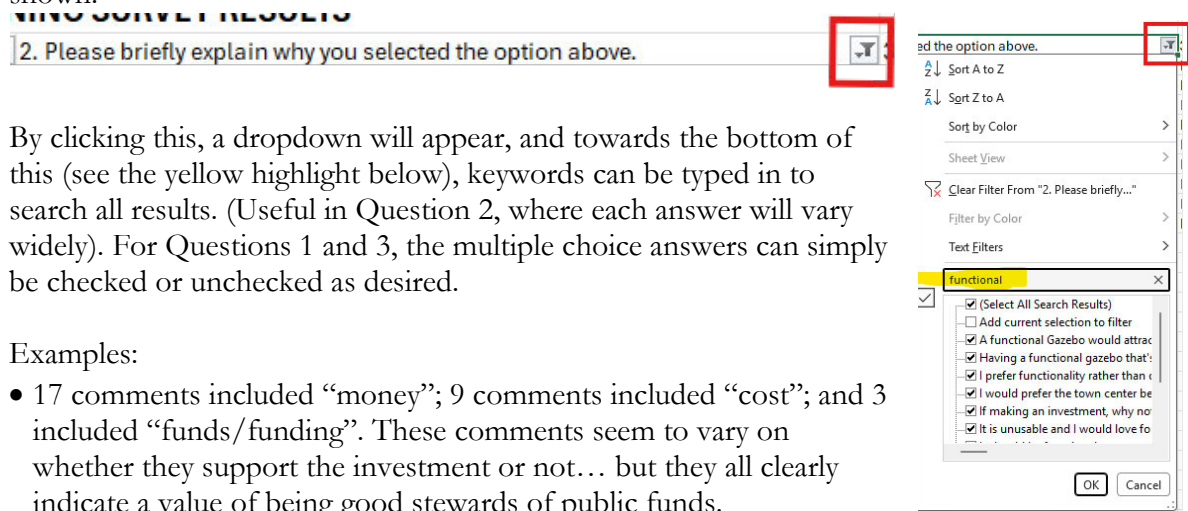 shown.
NING SURVEY RESULTS
2. Please briefly explain why you selected the option above.
By clicking this, a dropdown will appear, and towards the bottom of
this (see the yellow highlight below), keywords can be typed in to
search all results. (Useful in Question 2, where each answer will vary
widely). For Questions 1 and 3, the multiple choice answers can simply
be checked or unchecked as desired.
Examples:
• 17 comments included “money”; 9 comments included “cost”; and 3
included “funds/funding”. These comments seem to vary on
whether they support the investment or not… but they all clearly
indicate a value of being good stewards of public funds.
ed the option above.
Sort A to Z
Sort Z to A
Sort by Color
Sheet View
Clear Filter From "2. Please briefly..."
Filter by Color
Text Filters
functional
(Select All Search Results)
Add current selection to filter
A functional Gazebo would attrac
Having a functional gazebo that's
I prefer functionality rather than
I would prefer the town center be
If making an investment, why no
It is unusable and I would love fo
OK Cancel